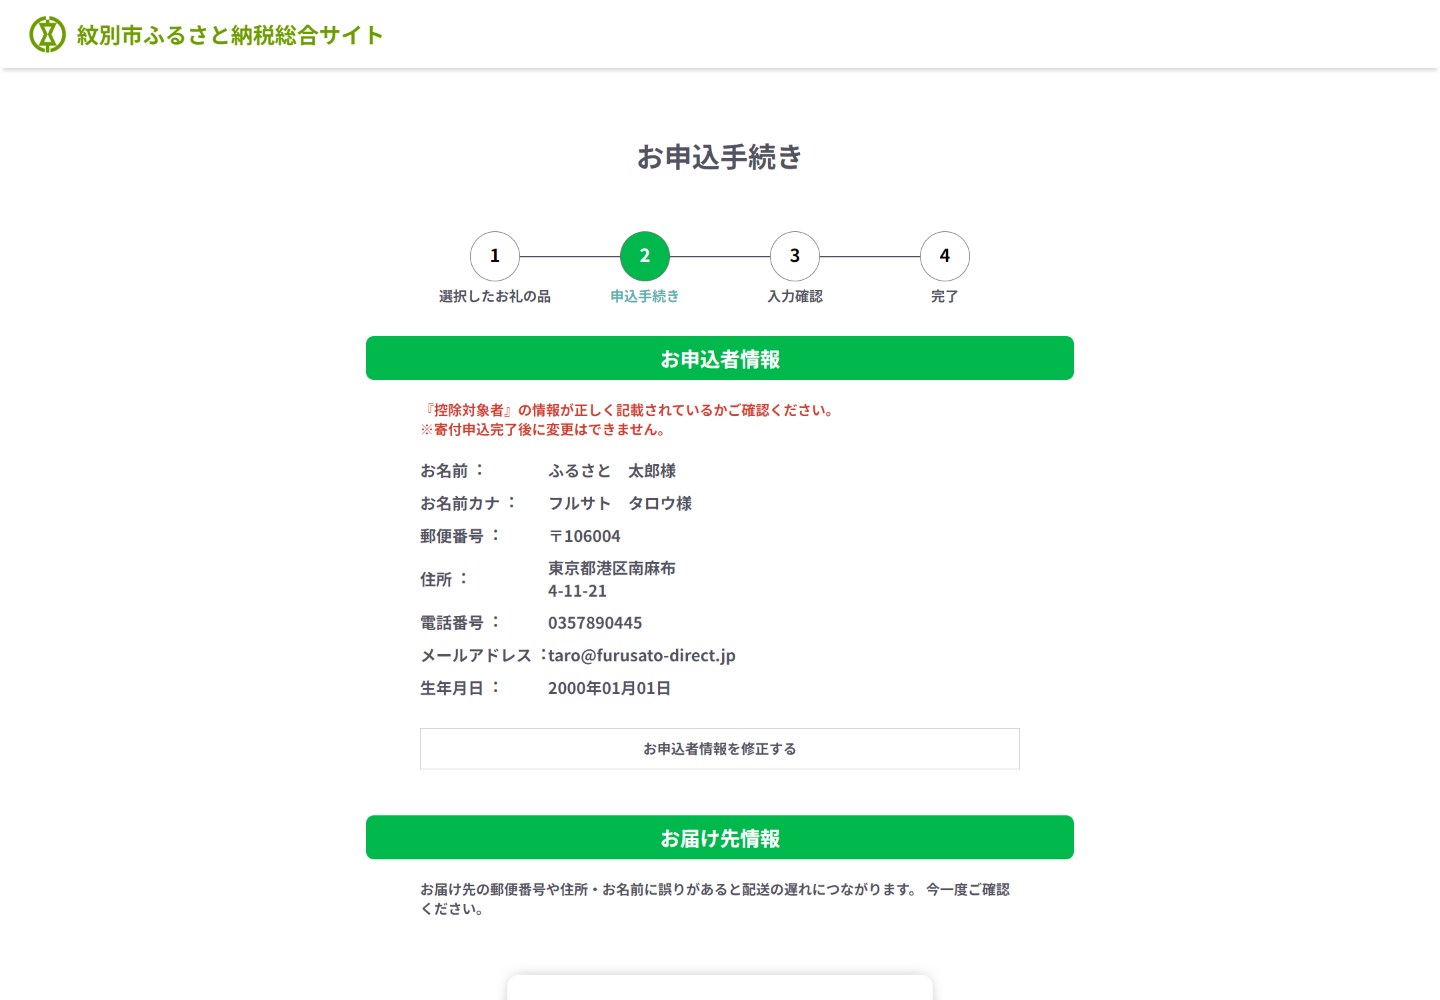 紋別市ふるさと納税総合サイト
お申込手続き
1
2
3
4
選択したお礼の品
申込手続き
入力確認
完了
お申込者情報
『控除対象者』の情報が正しく記載されているかご確認ください。
※寄付申込完了後に変更はできません。
お名前 : ふるさと　太郎様
お名前カナ : フルサト　タロウ様
郵便番号 : 〒106004
住所 : 東京都港区南麻布
4-11-21
電話番号 : 0357890445
メールアドレス :taro@furusato-direct.jp
生年月日 : 2000年01月01日
お申込者情報を修正する
お届け先情報
お届け先の郵便番号や住所・お名前に誤りがあると配送の遅れにつながります。 今一度ご確認
ください。